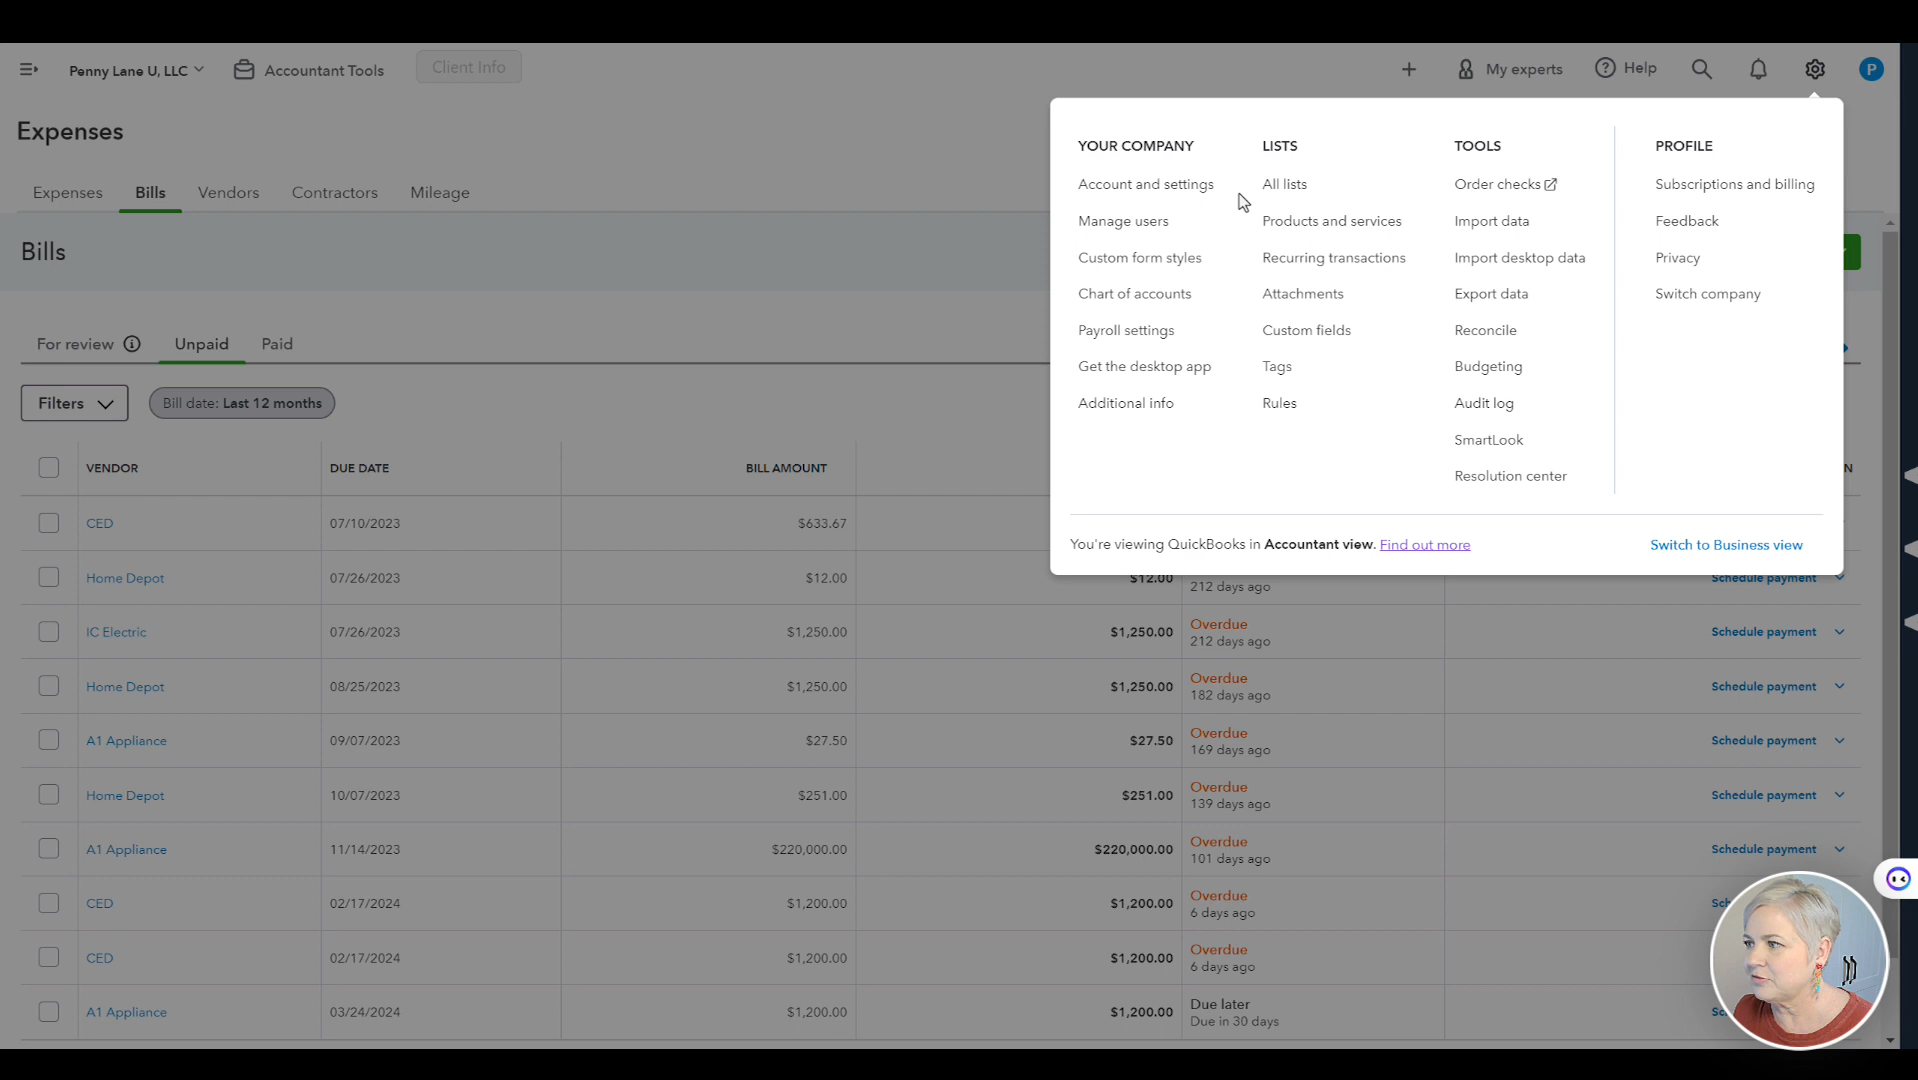 Penny Lane U, LLC
Accountant Tools
Client Info
My experts
Help
P
Expenses
Expenses
Bills
Vendors
Contractors
Mileage
Bills
For review
Unpaid
Paid
Filters
Bill date: Last 12 months
YOUR COMPANY
Account and settings
Manage users
Custom form styles
Chart of accounts
Payroll settings
Get the desktop app
Additional info
LISTS
All lists
Products and services
Recurring transactions
Attachments
Custom fields
Tags
Rules
TOOLS
Order checks
Import data
Import desktop data
Export data
Reconcile
Budgeting
Audit log
SmartLook
Resolution center
PROFILE
Subscriptions and billing
Feedback
Privacy
Switch company
You're viewing QuickBooks in Accountant view. Find out more
Switch to Business view
VENDOR DUE DATE BILL AMOUNT
CED 07/10/2023 $633.67
Home Depot 07/26/2023 $12.00 $12.00 Schedule payment
212 days ago
IC Electric 07/26/2023 $1,250.00 $1,250.00 Overdue Schedule payment
212 days ago
Home Depot 08/25/2023 $1,250.00 $1,250.00 Overdue Schedule payment
182 days ago
A1 Appliance 09/07/2023 $27.50 $27.50 Overdue Schedule payment
169 days ago
Home Depot 10/07/2023 $251.00 $251.00 Overdue Schedule payment
139 days ago
A1 Appliance 11/14/2023 $220,000.00 $220,000.00 Overdue Schedule payment
101 days ago
CED 02/17/2024 $1,200.00 $1,200.00 Overdue
6 days ago
CED 02/17/2024 $1,200.00 $1,200.00 Overdue
6 days ago
A1 Appliance 03/24/2024 $1,200.00 $1,200.00 Due later
Due in 30 days